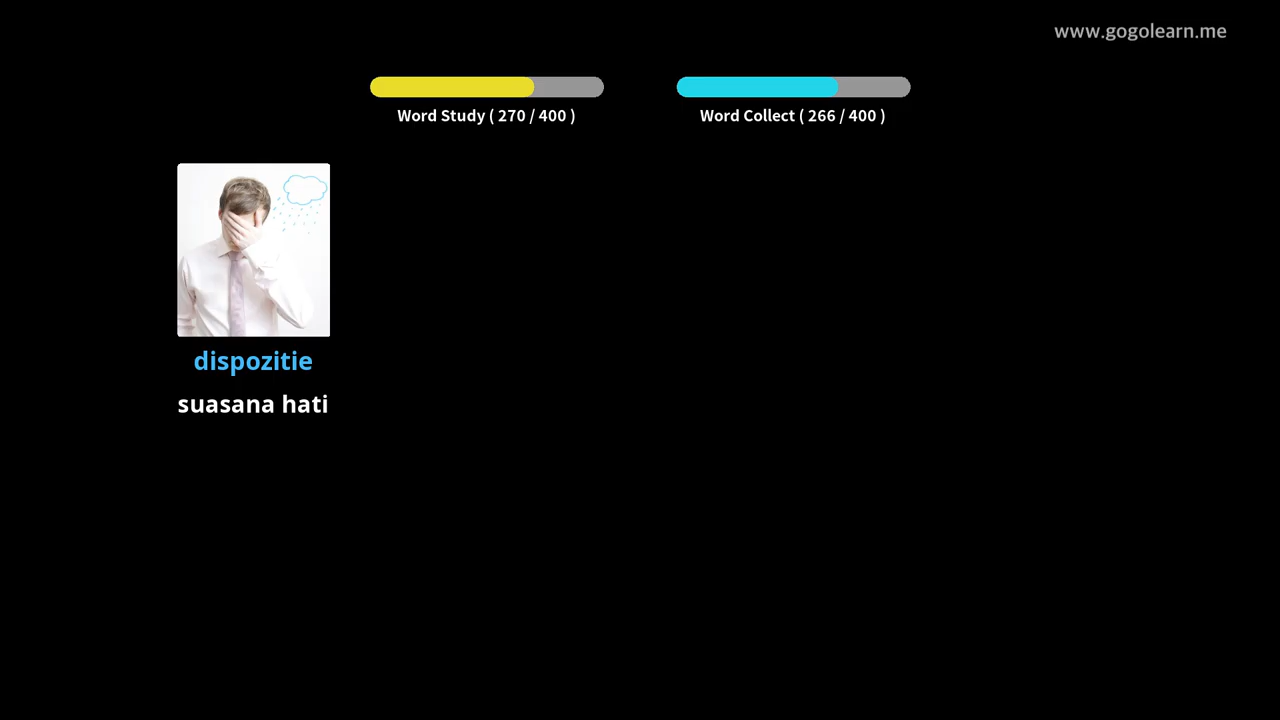 www.gogolearn.me
Word Study ( 270 / 400 )
Word Collect ( 266 / 400 )
dispozitie
suasana hati